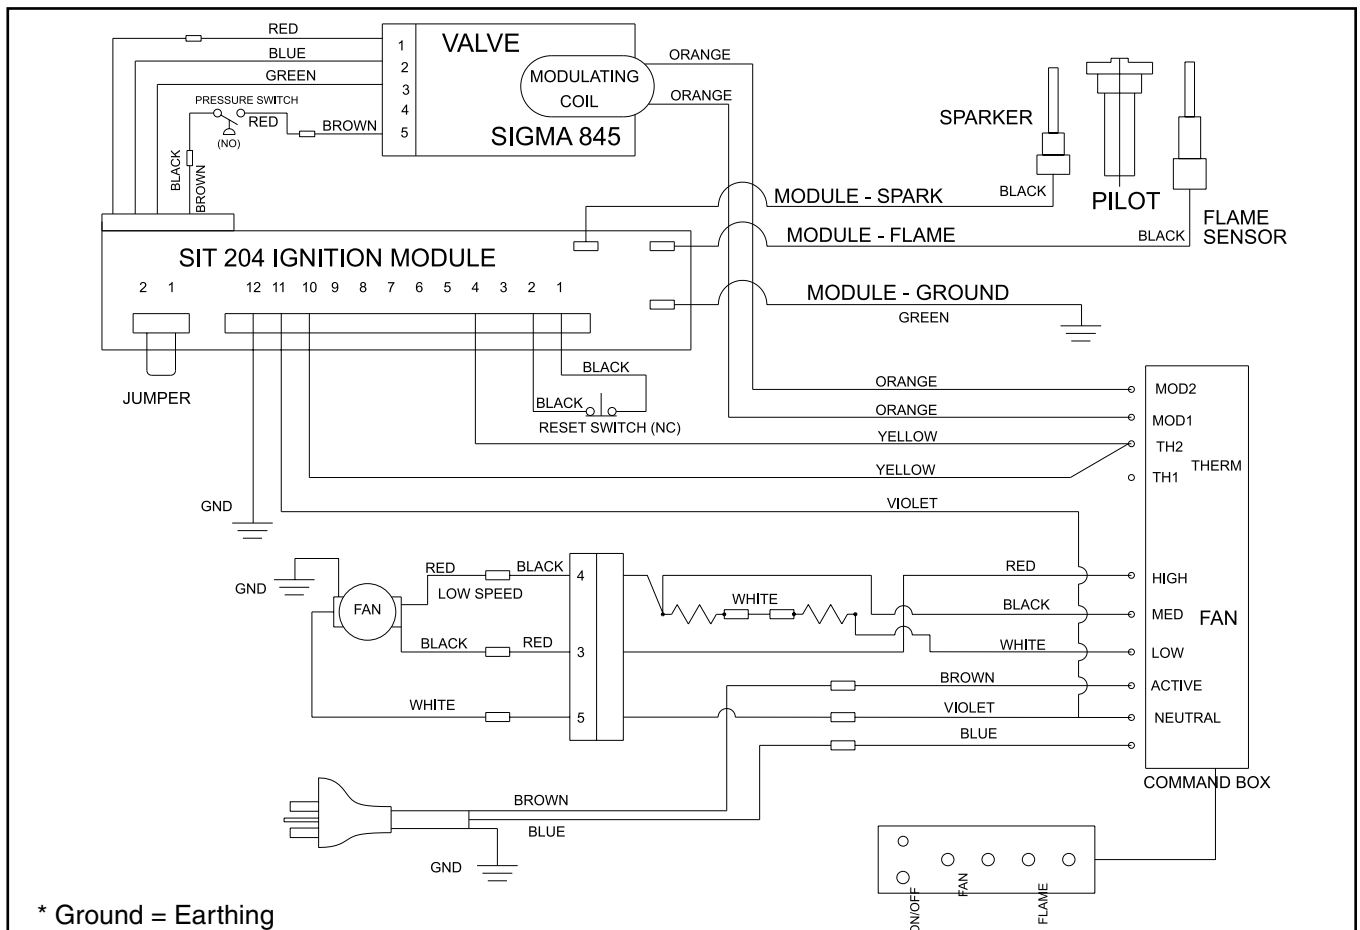 RED
BLUE
GREEN
1
2
3
4
5
VALVE
MODULATING
COIL
SIGMA 845
ORANGE
ORANGE
PRESSURE SWITCH
RED
(NO)
BROWN
BLACK
BROWN
SPARKER
BLACK
PILOT
FLAME
SENSOR
BLACK
MODULE - SPARK
MODULE - FLAME
MODULE - GROUND
GREEN
SIT 204 IGNITION MODULE
2 1
12 11 10 9 8 7 6 5 4 3 2 1
JUMPER
BLACK
BLACK
RESET SWITCH (NC)
ORANGE
MOD2
ORANGE
MOD1
YELLOW
TH2
THERM
YELLOW
TH1
GND
VIOLET
GND
FAN
RED
LOW SPEED
BLACK
4
WHITE
RED
HIGH
BLACK
MED
FAN
BLACK
RED
3
WHITE
LOW
BROWN
ACTIVE
WHITE
5
VIOLET
NEUTRAL
BLUE
COMMAND BOX
BROWN
BLUE
GND
ON/OFF
FAN
FLAME
* Ground = Earthing